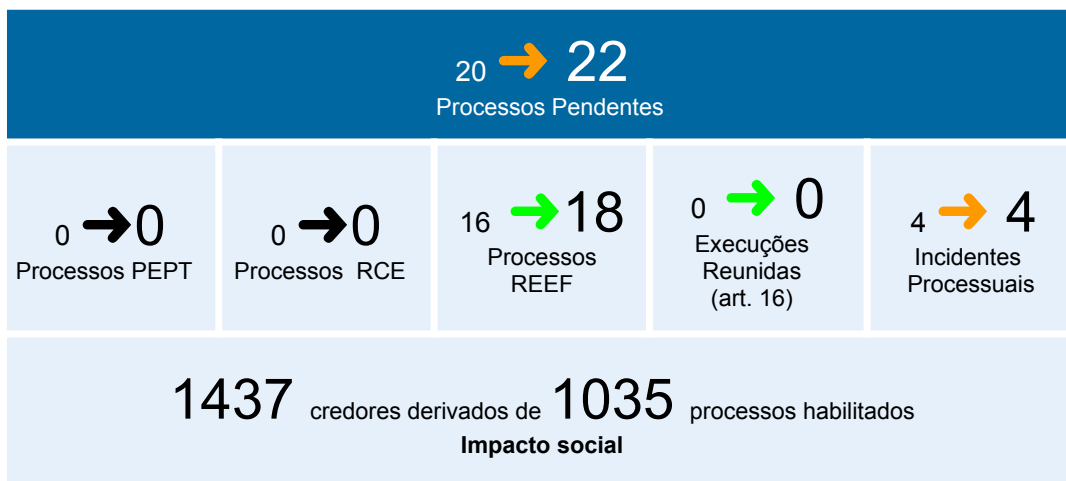 20 → 22
Processos Pendentes
0 → 0
Processos PEPT
0 → 0
Processos RCE
16 → 18
Processos
REEF
0 → 0
Execuções
Reunidas
(art. 16)
4 → 4
Incidentes
Processuais
1437 credores derivados de 1035 processos habilitados
Impacto social